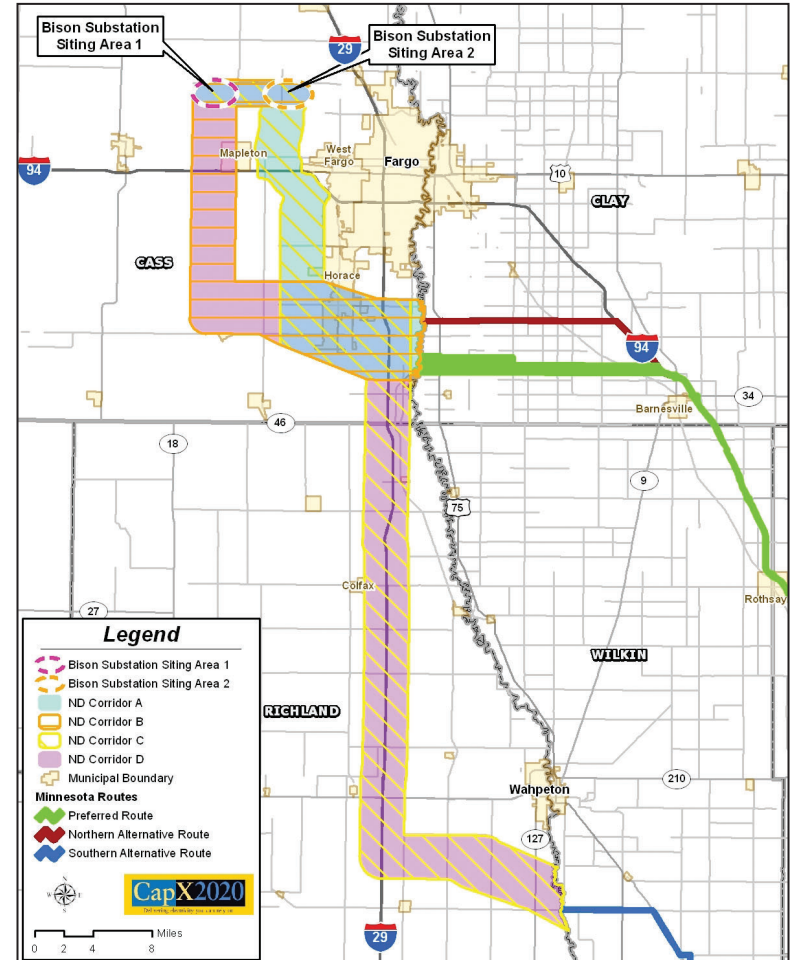 Bison Substation
Siting Area 1
29
Bison Substation
Siting Area 2
Mapleton
West
Fargo
Fargo
94
10
CLAY
CASS
Horace
94
Barnesville
34
46
18
9
75
Colfax
Rothsay
27
WILKIN
RICHLAND
Wahpeton
210
127
29
Legend
Bison Substation Siting Area 1
Bison Substation Siting Area 2
ND Corridor A
ND Corridor B
ND Corridor C
ND Corridor D
Municipal Boundary
Minnesota Routes
Preferred Route
Northern Alternative Route
Southern Alternative Route
N
W E
S
CapX2020
Miles
0 2 4 8